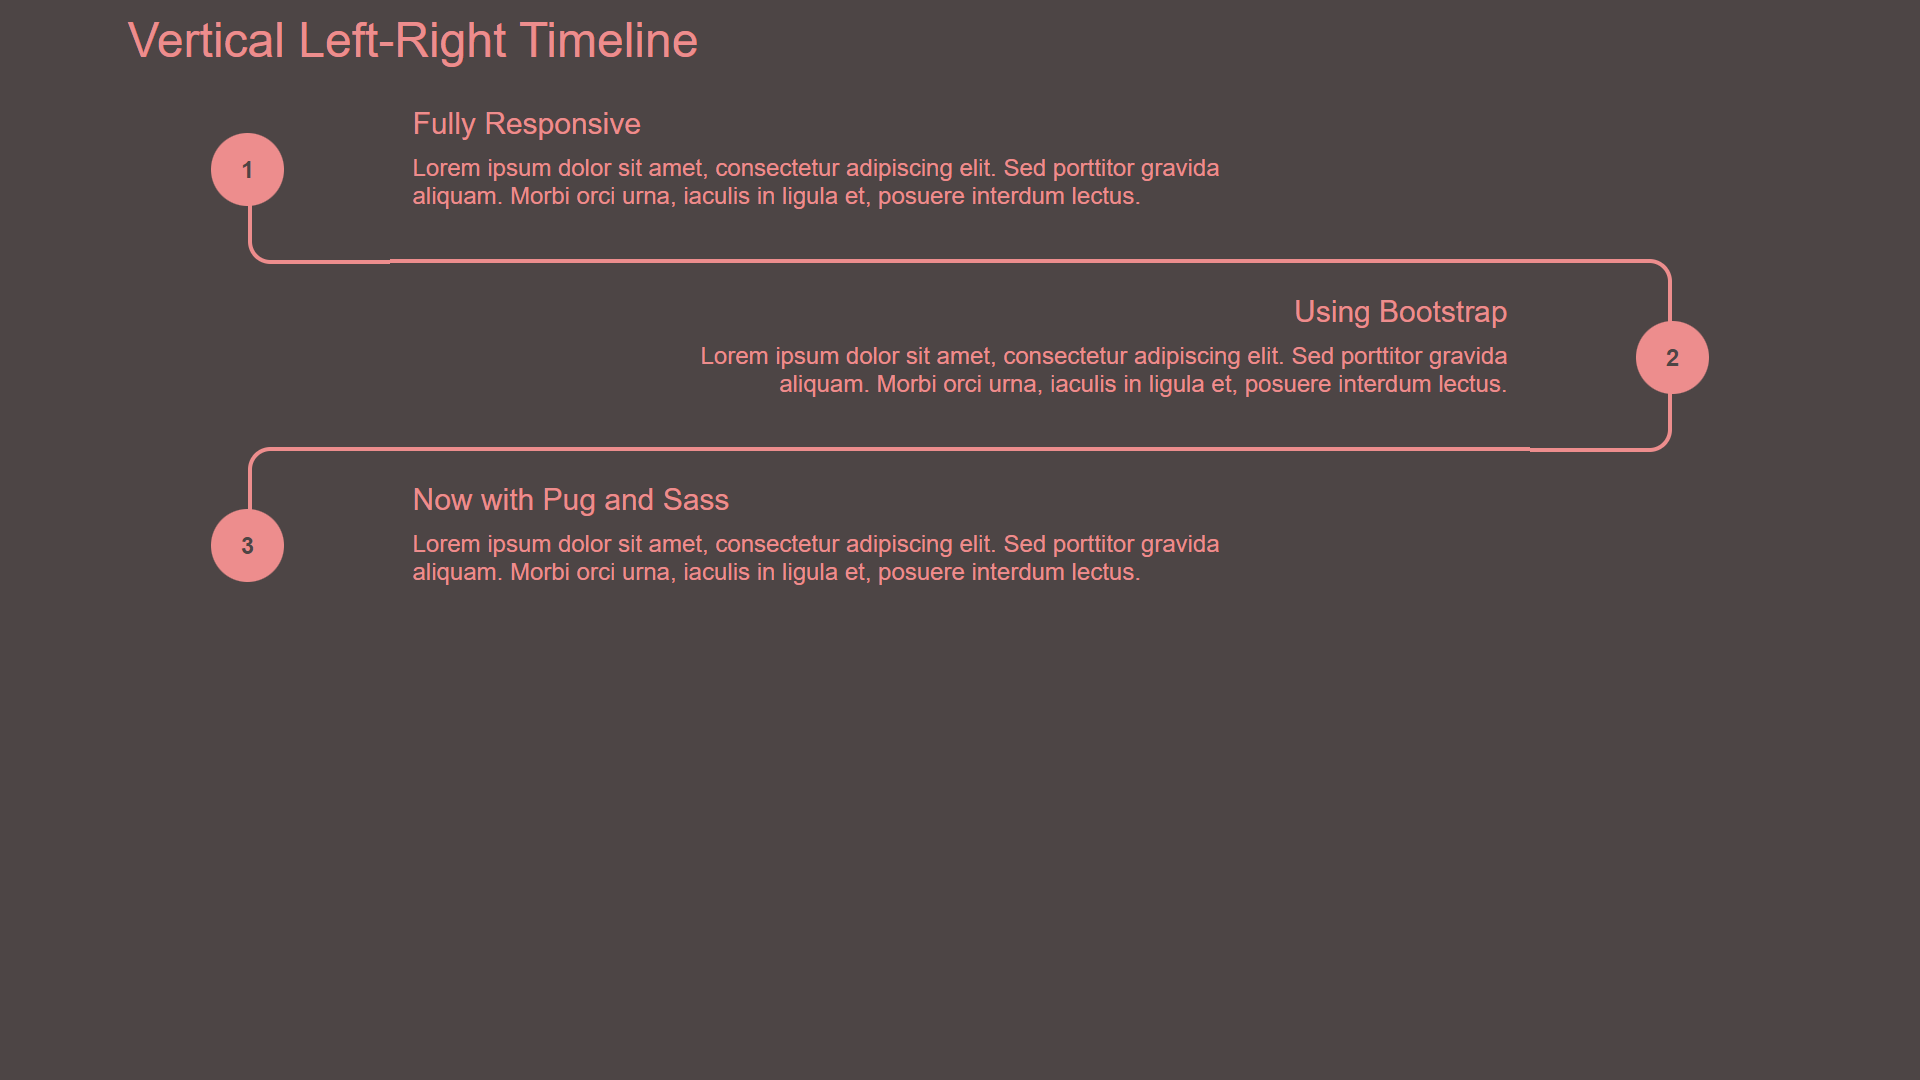 Vertical Left-Right Timeline
1
Fully Responsive
Lorem ipsum dolor sit amet, consectetur adipiscing elit. Sed porttitor gravida
aliquam. Morbi orci urna, iaculis in ligula et, posuere interdum lectus.
Using Bootstrap
Lorem ipsum dolor sit amet, consectetur adipiscing elit. Sed porttitor gravida
aliquam. Morbi orci urna, iaculis in ligula et, posuere interdum lectus.
2
3
Now with Pug and Sass
Lorem ipsum dolor sit amet, consectetur adipiscing elit. Sed porttitor gravida
aliquam. Morbi orci urna, iaculis in ligula et, posuere interdum lectus.